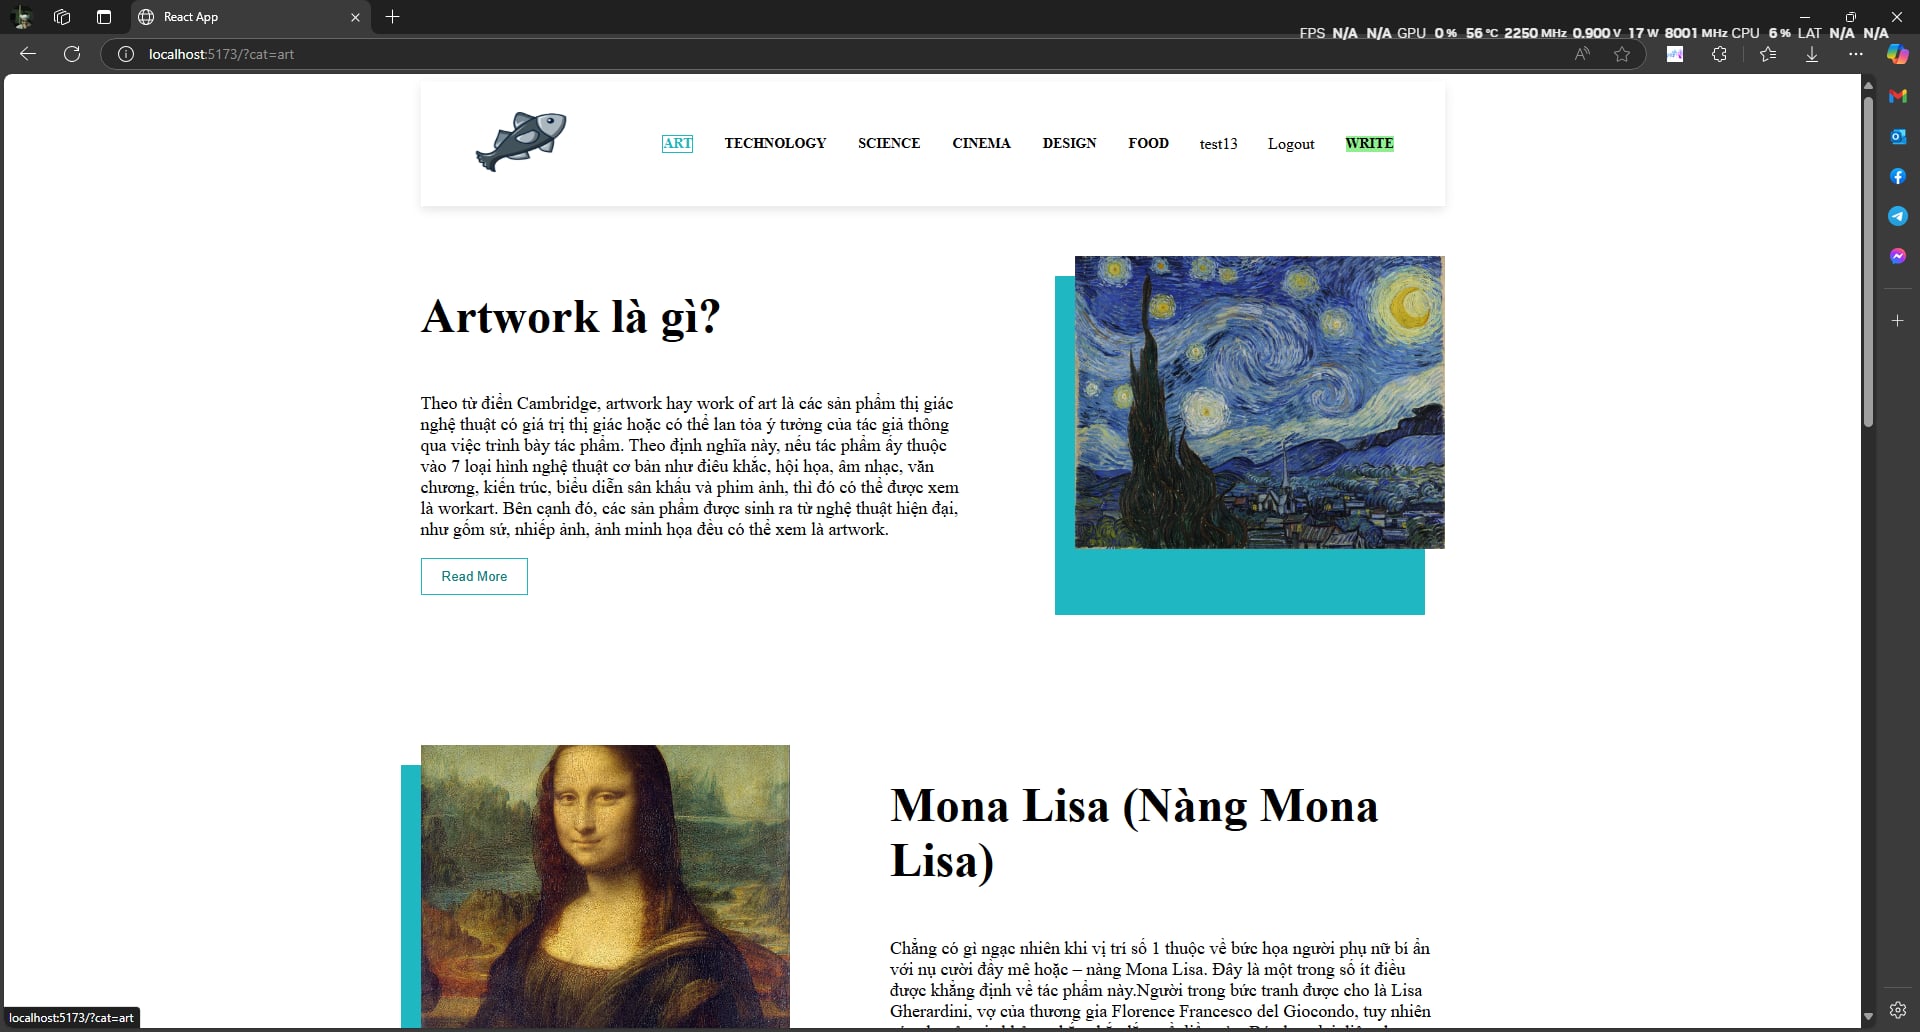 React App
FPS N/A N/A GPU 0 % 56 °C 2250 MHz 0.900 V 17 W 8001 MHz CPU 6 % LAT N/A N/A
localhost:5173/?cat=art
ART TECHNOLOGY SCIENCE CINEMA DESIGN FOOD test13 Logout WRITE
Artwork là gì?
Theo từ điển Cambridge, artwork hay work of art là các sản phẩm thị giác
nghệ thuật có giá trị thị giác hoặc có thể lan tỏa ý tưởng của tác giả thông
qua việc trình bày tác phẩm. Theo định nghĩa này, nếu tác phẩm ấy thuộc
vào 7 loại hình nghệ thuật cơ bản như điêu khắc, hội họa, âm nhạc, văn
chương, kiến trúc, biểu diễn sân khấu và phim ảnh, thì đó có thể được xem
là workart. Bên cạnh đó, các sản phẩm được sinh ra từ nghệ thuật hiện đại,
như gốm sứ, nhiếp ảnh, ảnh minh họa đều có thể xem là artwork.
Read More
Mona Lisa (Nàng Mona
Lisa)
Chẳng có gì ngạc nhiên khi vị trí số 1 thuộc về bức họa người phụ nữ bí ẩn
với nụ cười đầy mê hoặc – nàng Mona Lisa. Đây là một trong số ít điều
được khẳng định về tác phẩm này.Người trong bức tranh được cho là Lisa
Gherardini, vợ của thương gia Florence Francesco del Giocondo, tuy nhiên
localhost:5173/?cat=art